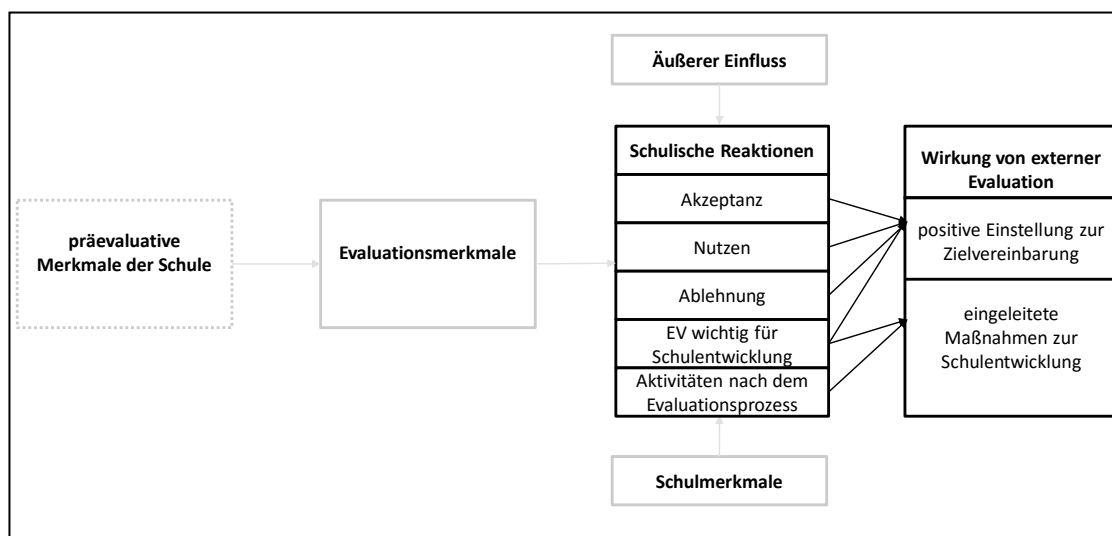 Äußerer Einfluss
präevaluative
Merkmale der Schule
Evaluationsmerkmale
Schulische Reaktionen
Akzeptanz
Nutzen
Ablehnung
EV wichtig für
Schulentwicklung
Aktivitäten nach dem
Evaluationsprozess
Schulmerkmale
Wirkung von externer
Evaluation
positive Einstellung zur
Zielvereinbarung
eingeleitete
Maßnahmen zur
Schulentwicklung